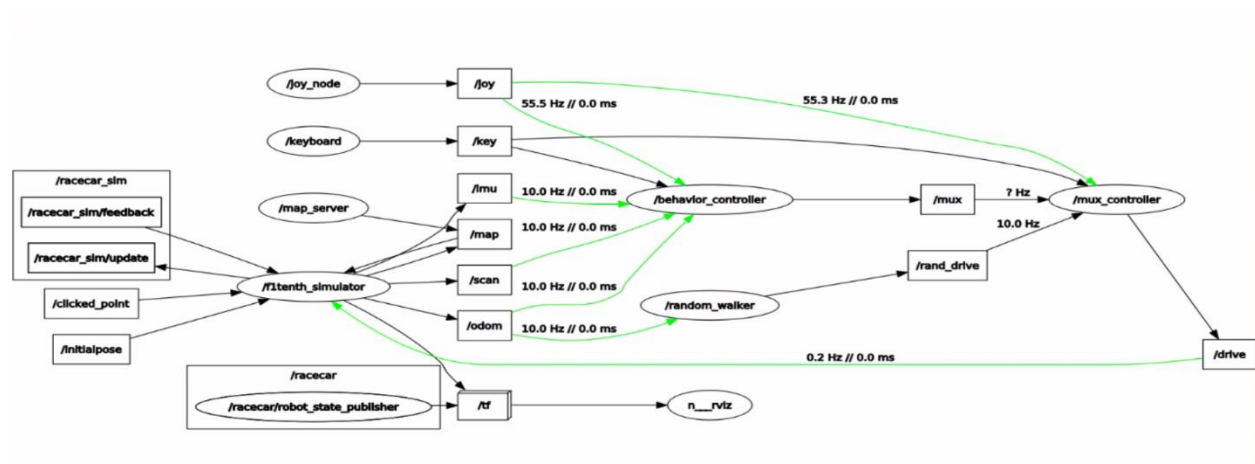 /joy_node
/joy
55.5 Hz // 0.0 ms
55.3 Hz // 0.0 ms
/keyboard
/key
/racecar_sim
/racecar_sim/feedback
/racecar_sim/update
/map_server
/imu
10.0 Hz // 0.0 ms
/behavior_controller
/mux
? Hz
/mux_controller
/map
10.0 Hz // 0.0 ms
10.0 Hz
/scan
/rand_drive
/f1tenth_simulator
10.0 Hz // 0.0 ms
/clicked_point
/random_walker
/odom
10.0 Hz // 0.0 ms
/initialpose
0.2 Hz // 0.0 ms
/drive
/racecar
/racecar/robot_state_publisher
/tf
n___rviz